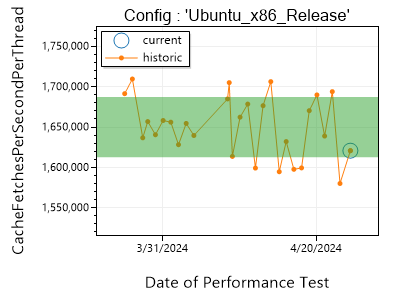 Config : 'Ubuntu_x86_Release'
CacheFetchesPerSecondPerThread
1,750,000
1,700,000
1,650,000
1,600,000
1,550,000
current
historic
3/31/2024
4/20/2024
Date of Performance Test